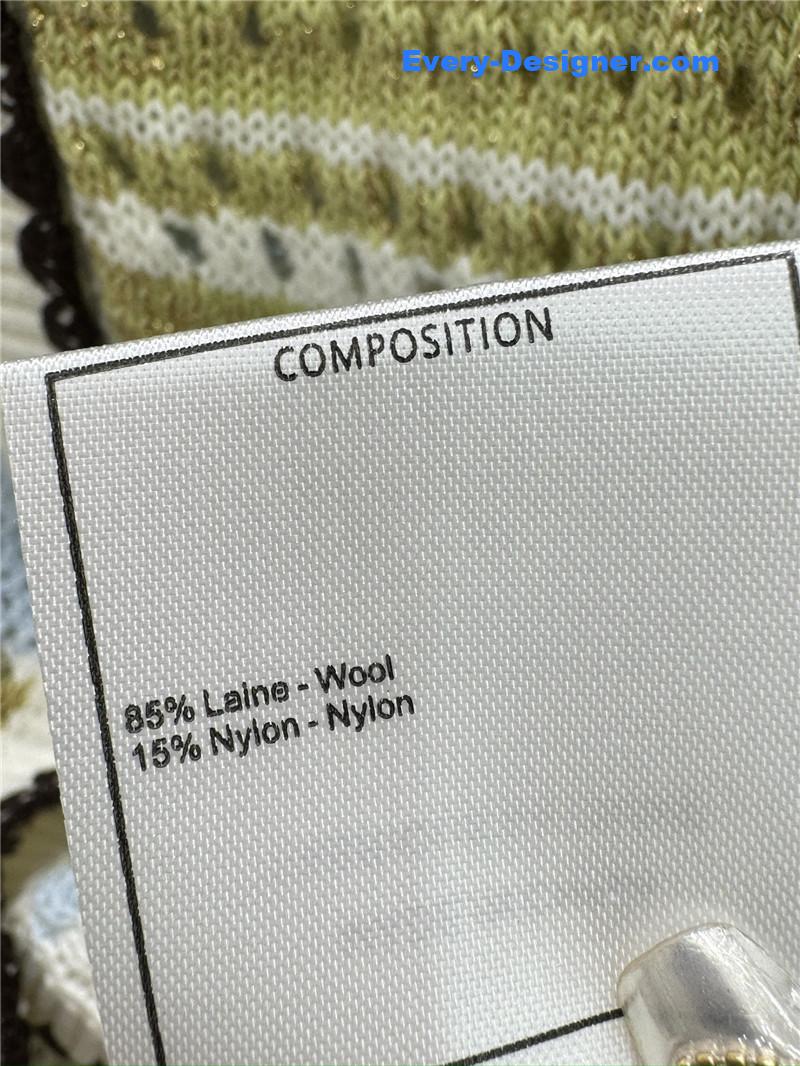 Every-Designer.com
COMPOSITION
85% Laine - Wool
15% Nylon - Nylon